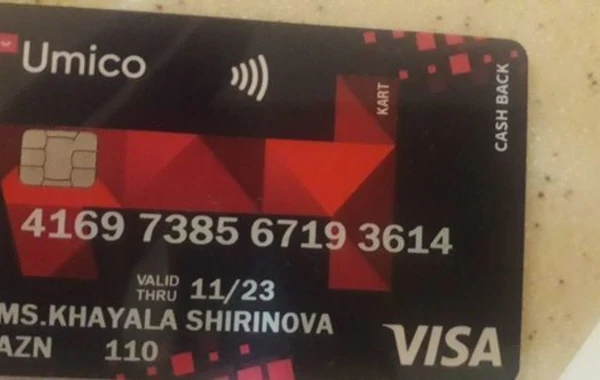 Umico
KART
CASH BACK
4169 7385 6719 3614
VALID
THRU 11/23
MS.KHAYALA SHIRINOVA
AZN 110
VISA